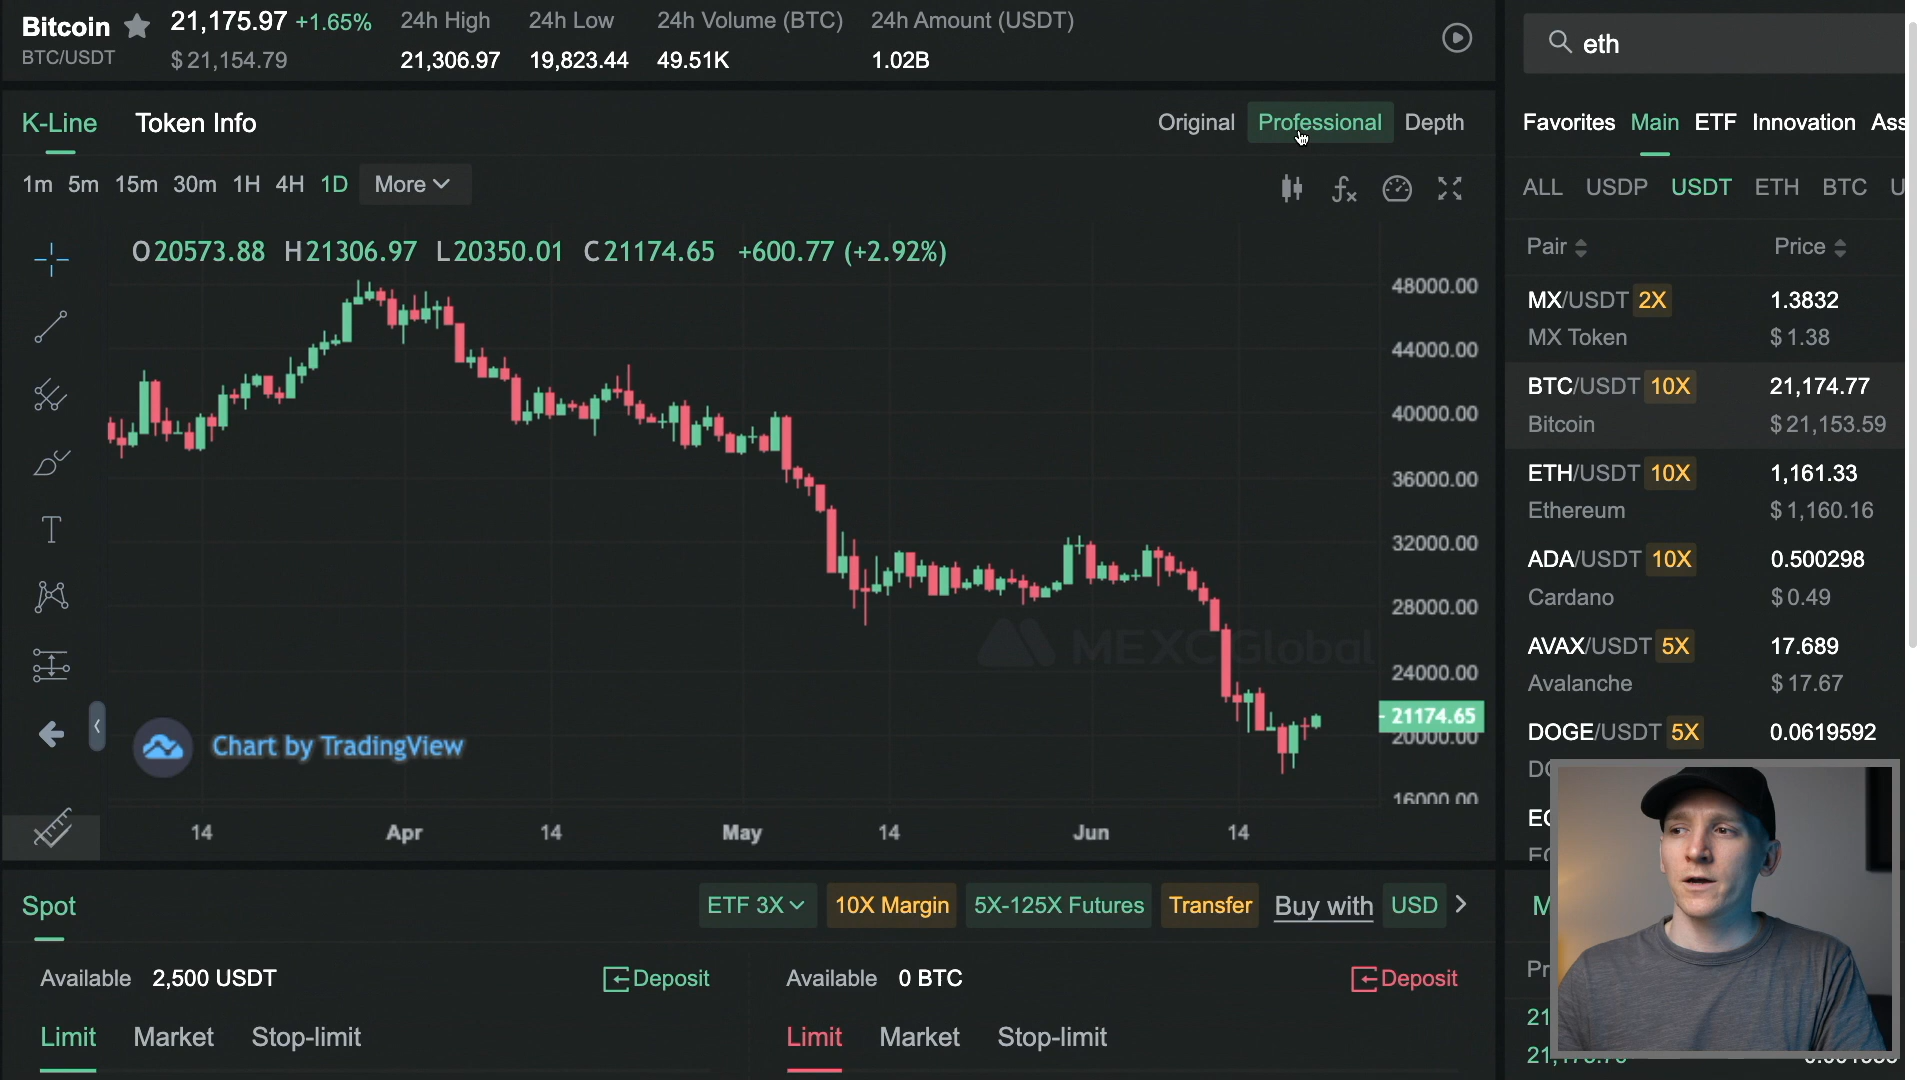 Bitcoin 21,175.97 +1.65% 24h High 24h Low 24h Volume (BTC) 24h Amount (USDT)
BTC/USDT $21,154.79 21,306.97 19,823.44 49.51K 1.02B
eth
K-Line Token Info Original Professional Depth
Favorites Main ETF Innovation Ass
1m 5m 15m 30m 1H 4H 1D More
ALL USDP USDT ETH BTC U
O20573.88 H21306.97 L20350.01 C21174.65 +600.77 (+2.92%)
Pair Price
48000.00
44000.00
40000.00
36000.00
32000.00
28000.00
24000.00
21174.65
20000.00
16000.00
MEXC Global
Chart by TradingView
14 Apr 14 May 14 Jun 14
MX/USDT 2X 1.3832
MX Token $1.38
BTC/USDT 10X 21,174.77
Bitcoin $21,153.59
ETH/USDT 10X 1,161.33
Ethereum $1,160.16
ADA/USDT 10X 0.500298
Cardano $0.49
AVAX/USDT 5X 17.689
Avalanche $17.67
DOGE/USDT 5X 0.0619592
Spot ETF 3X 10X Margin 5X-125X Futures Transfer Buy with USD
Available 2,500 USDT Deposit Available 0 BTC Deposit
Limit Market Stop-limit Limit Market Stop-limit